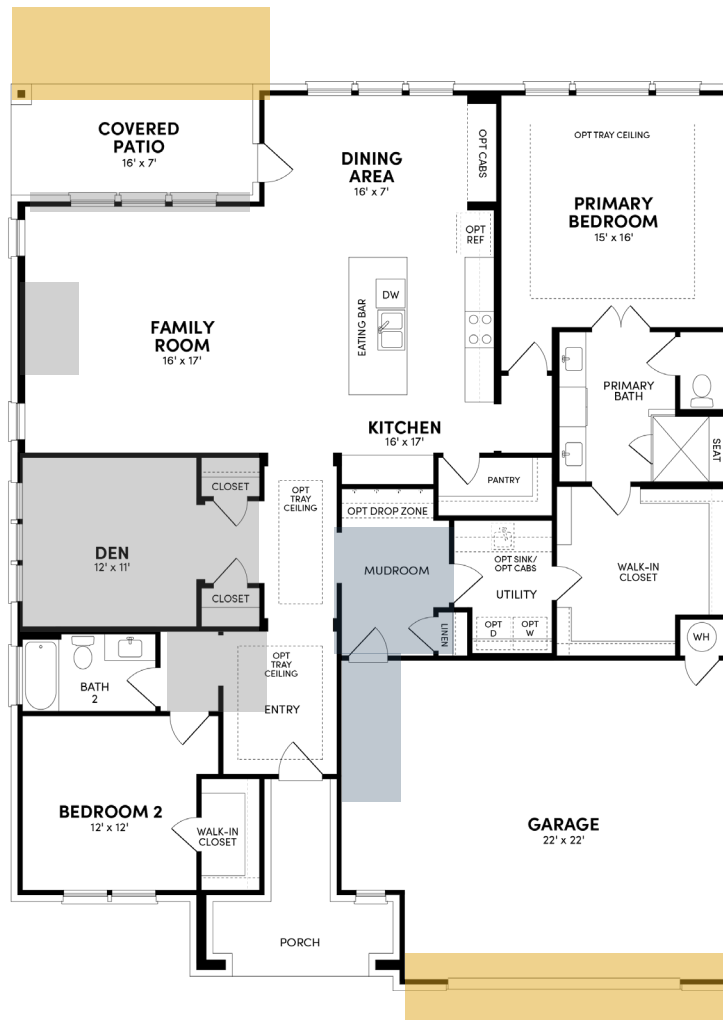 COVERED
PATIO
16' x 7'
DINING
AREA
16' x 7'
OPT CABS
OPT TRAY CEILING
PRIMARY
BEDROOM
15' x 16'
OPT
REF
DW
EATING BAR
FAMILY
ROOM
16' x 17'
PRIMARY
BATH
SEAT
KITCHEN
16' x 17'
PANTRY
CLOSET
OPT
TRAY
CEILING
OPT DROP ZONE
DEN
12' x 11'
MUDROOM
OPT SINK/
OPT CABS
UTILITY
WALK-IN
CLOSET
CLOSET
OPT
D
OPT
W
LINEN
WH
OPT
TRAY
CEILING
ENTRY
BATH
2
BEDROOM 2
12' x 12'
WALK-IN
CLOSET
GARAGE
22' x 22'
PORCH